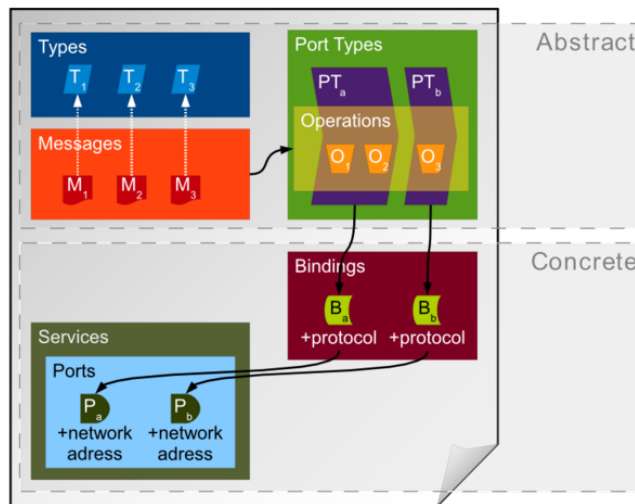 Abstract
Types
T1 T2 T3
Messages
M1 M2 M3
Port Types
PTa PTb
Operations
O1 O2 O3
Concrete
Bindings
Ba Bb
+protocol +protocol
Services
Ports
Pa Pb
+network +network
adress adress